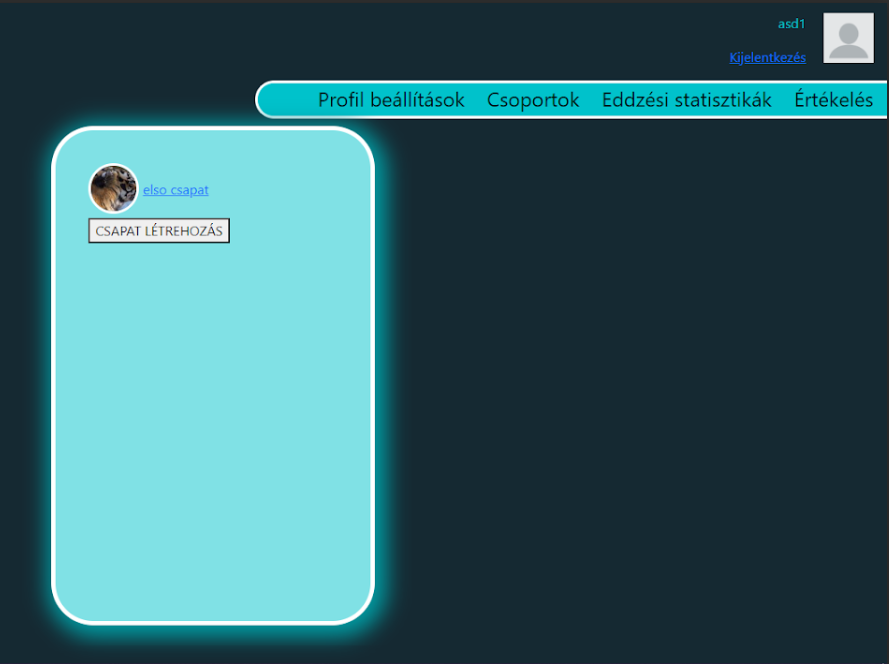 asd1
Kijelentkezés
Profil beállítások Csoportok Eddzési statisztikák Értékelés
elso csapat
CSAPAT LÉTREHOZÁS